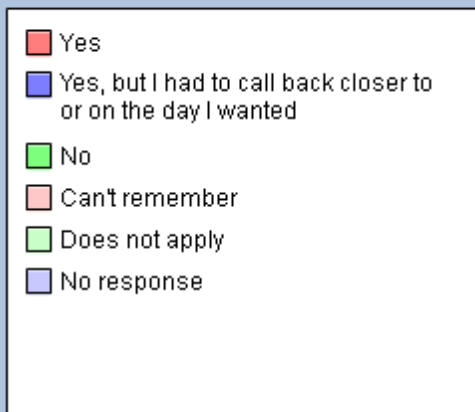 Yes
Yes, but I had to call back closer to
or on the day I wanted
No
Can't remember
Does not apply
No response